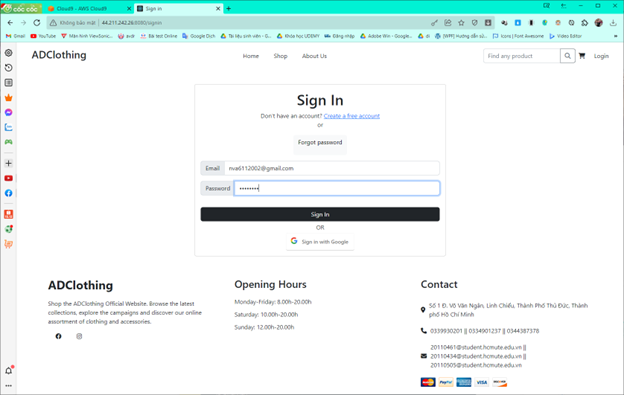 cốc cốc
Cloud9 - AWS Cloud9
Sign in
Không bảo mật
44.211.242.26:8080/signin
Gmail
YouTube
Màn hình ViewSonic...
avdr
Bài test Online
Google Dịch
Tài liệu sinh viên - G...
Khóa học UDEMY
Đăng nhập
Adobe Win - Google...
AI
[WPF] Hướng dẫn sử...
Icons | Font Awesome
Video Editor
ADClothing
Home
Shop
About Us
Find any product
Login
Sign In
Don't have an account? Create a free account
or
Forgot password
Email
nva6112002@gmail.com
Password
Sign In
OR
Sign in with Google
ADClothing
Shop the ADClothing Official Website. Browse the latest
collections, explore the campaigns and discover our online
assortment of clothing and accessories.
Opening Hours
Monday-Friday: 8.00h-20.00h
Saturday: 10.00h-20.00h
Sunday: 12.00h-20.00h
Contact
Số 1 Đ. Võ Văn Ngân, Linh Chiểu, Thành Phố Thủ Đức, Thành
phố Hồ Chí Minh
0339930201 || 0334901237 || 0344387378
20110461@student.hcmute.edu.vn ||
20110434@student.hcmute.edu.vn ||
20110505@student.hcmute.edu.vn
PayPal
VISA